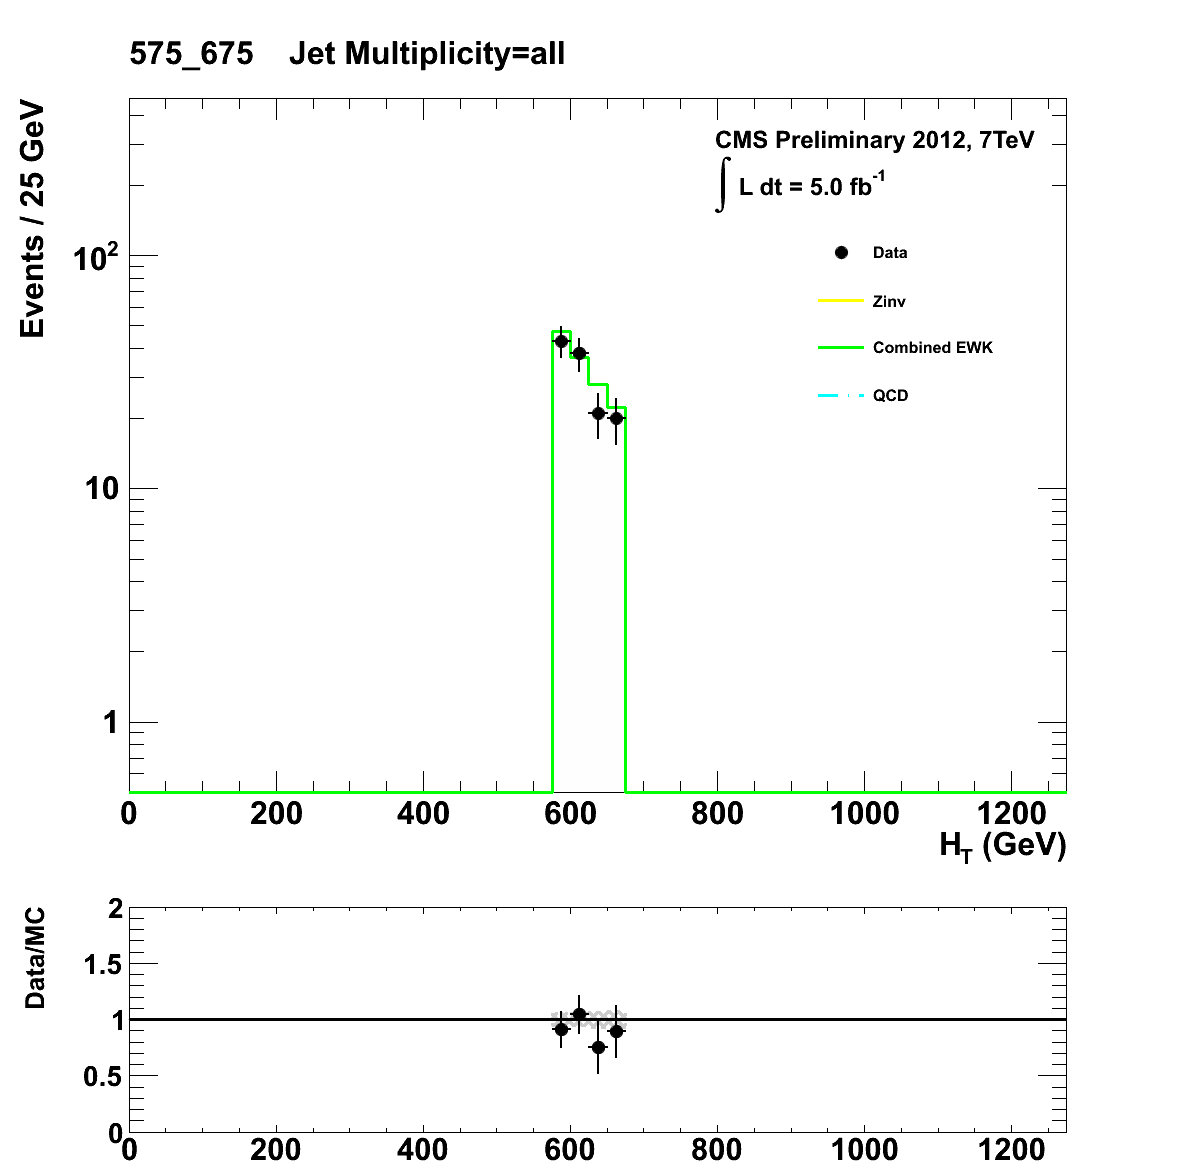 575_675 Jet Multiplicity=all
Events / 25 GeV
CMS Preliminary 2012, 7TeV
∫ L dt = 5.0 fb⁻¹
Data
Zinv
Combined EWK
QCD
10²
10
1
0 200 400 600 800 1000 1200
H_T (GeV)
Data/MC
2
1.5
1
0.5
0
0 200 400 600 800 1000 1200